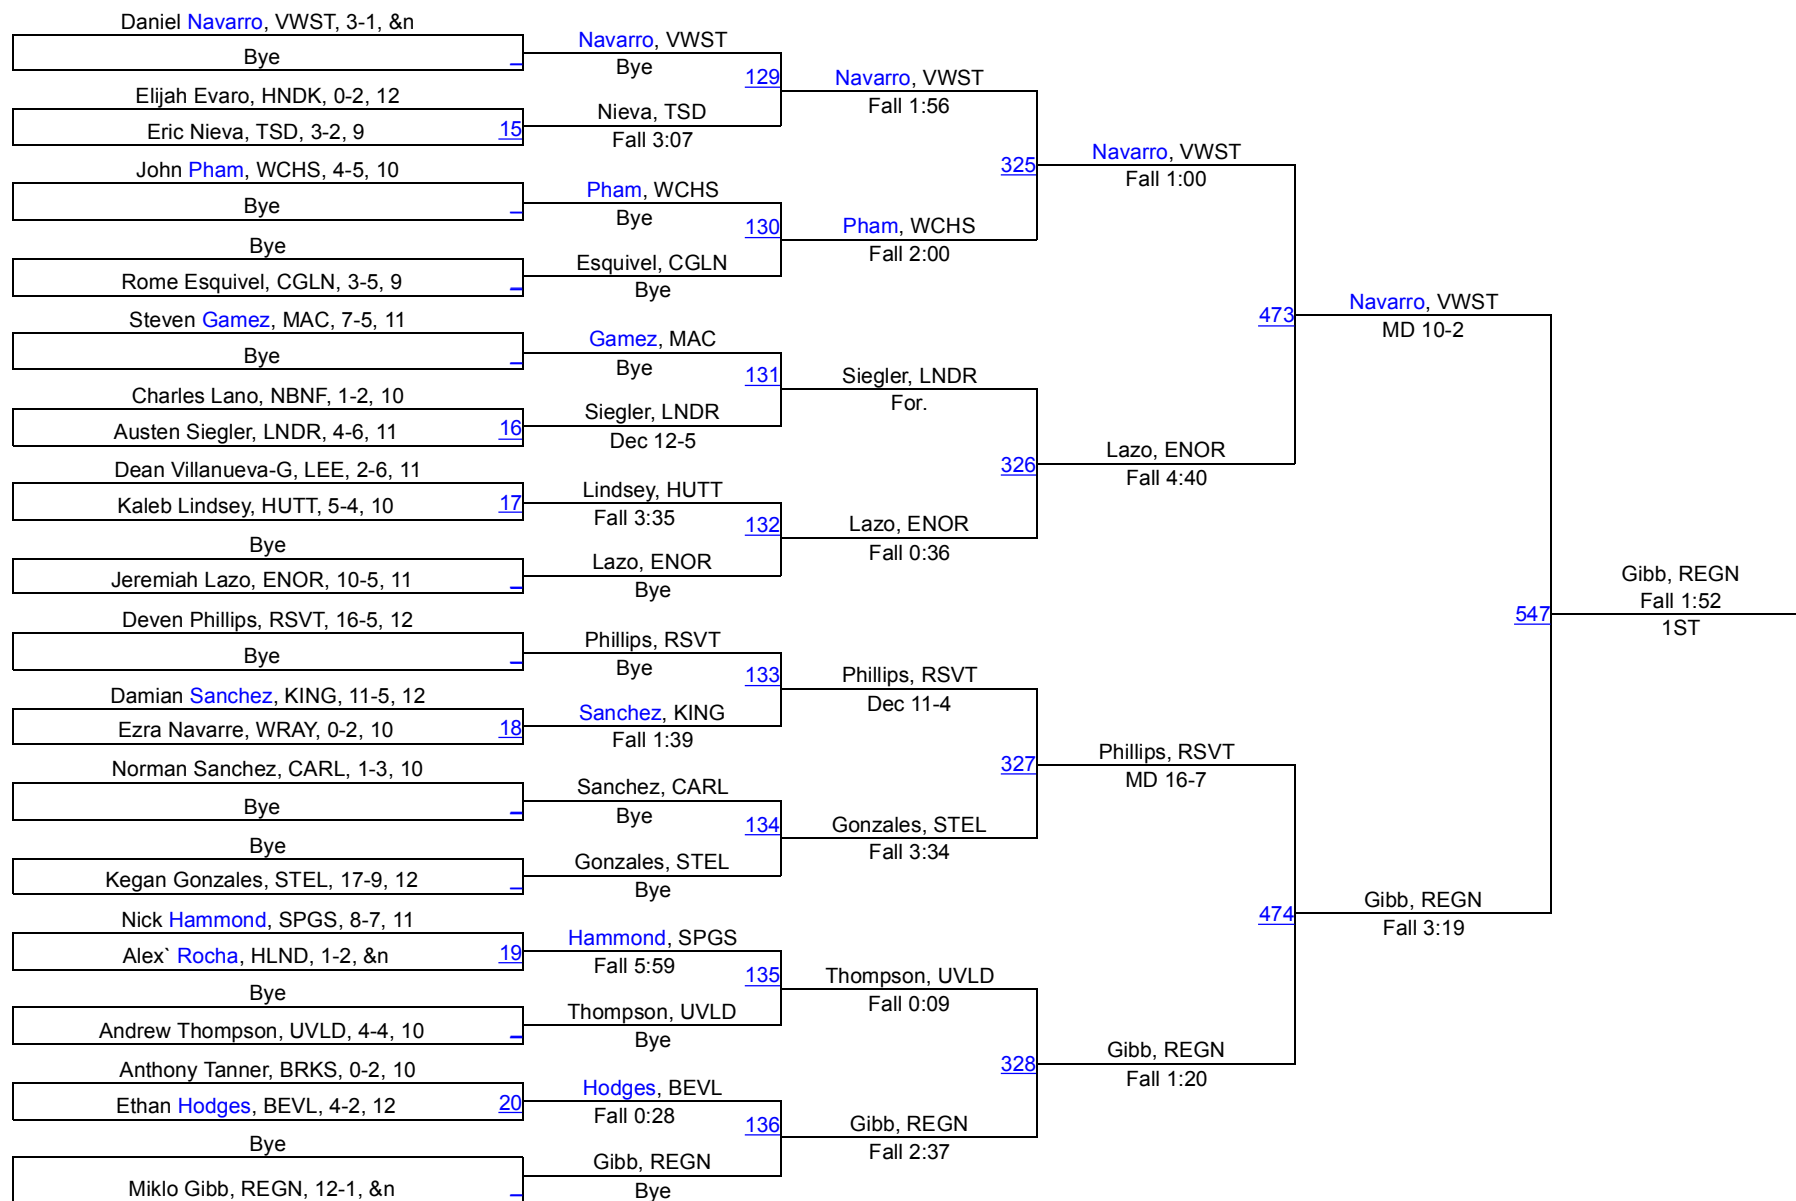 Daniel Navarro, VWST, 3-1, &n
Bye
Elijah Evaro, HNDK, 0-2, 12
Eric Nieva, TSD, 3-2, 9
15
John Pham, WCHS, 4-5, 10
Bye
Bye
Rome Esquivel, CGLN, 3-5, 9
Steven Gamez, MAC, 7-5, 11
Bye
Charles Lano, NBNF, 1-2, 10
Austen Siegler, LNDR, 4-6, 11
16
Dean Villanueva-G, LEE, 2-6, 11
Kaleb Lindsey, HUTT, 5-4, 10
17
Bye
Jeremiah Lazo, ENOR, 10-5, 11
Deven Phillips, RSVT, 16-5, 12
Bye
Damian Sanchez, KING, 11-5, 12
Ezra Navarre, WRAY, 0-2, 10
18
Norman Sanchez, CARL, 1-3, 10
Bye
Bye
Kegan Gonzales, STEL, 17-9, 12
Nick Hammond, SPGS, 8-7, 11
Alex` Rocha, HLND, 1-2, &n
19
Bye
Andrew Thompson, UVLD, 4-4, 10
Anthony Tanner, BRKS, 0-2, 10
Ethan Hodges, BEVL, 4-2, 12
20
Bye
Miklo Gibb, REGN, 12-1, &n
Navarro, VWST
Bye
129
Nieva, TSD
Fall 3:07
Pham, WCHS
Bye
130
Esquivel, CGLN
Bye
Gamez, MAC
Bye
131
Siegler, LNDR
Dec 12-5
Lindsey, HUTT
Fall 3:35
132
Lazo, ENOR
Bye
Phillips, RSVT
Bye
133
Sanchez, KING
Fall 1:39
Sanchez, CARL
Bye
134
Gonzales, STEL
Bye
Hammond, SPGS
Fall 5:59
135
Thompson, UVLD
Bye
Hodges, BEVL
Fall 0:28
136
Gibb, REGN
Bye
Navarro, VWST
Fall 1:56
325
Pham, WCHS
Fall 2:00
Siegler, LNDR
For.
326
Lazo, ENOR
Fall 0:36
Phillips, RSVT
Dec 11-4
327
Gonzales, STEL
Fall 3:34
Thompson, UVLD
Fall 0:09
328
Gibb, REGN
Fall 2:37
Navarro, VWST
Fall 1:00
473
Lazo, ENOR
Fall 4:40
Phillips, RSVT
MD 16-7
474
Gibb, REGN
Fall 1:20
Navarro, VWST
MD 10-2
547
Gibb, REGN
Fall 3:19
Gibb, REGN
Fall 1:52
1ST